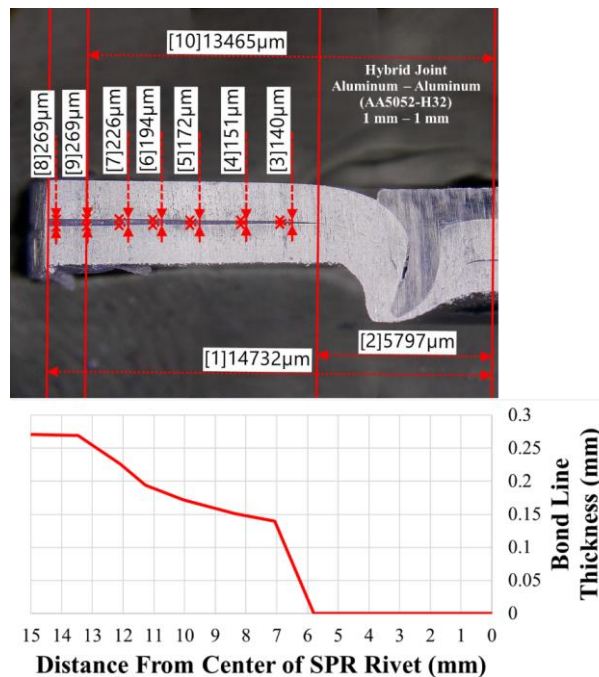 [10]13465μm
Hybrid Joint
Aluminum – Aluminum
(AA5052-H32)
1 mm – 1 mm
[8]269μm
[9]269μm
[7]226μm
[6]194μm
[5]172μm
[4]151μm
[3]140μm
[2]5797μm
[1]14732μm
0.3
0.25
0.2
0.15
0.1
0.05
0
Bond Line
Thickness (mm)
15 14 13 12 11 10 9 8 7 6 5 4 3 2 1 0
Distance From Center of SPR Rivet (mm)